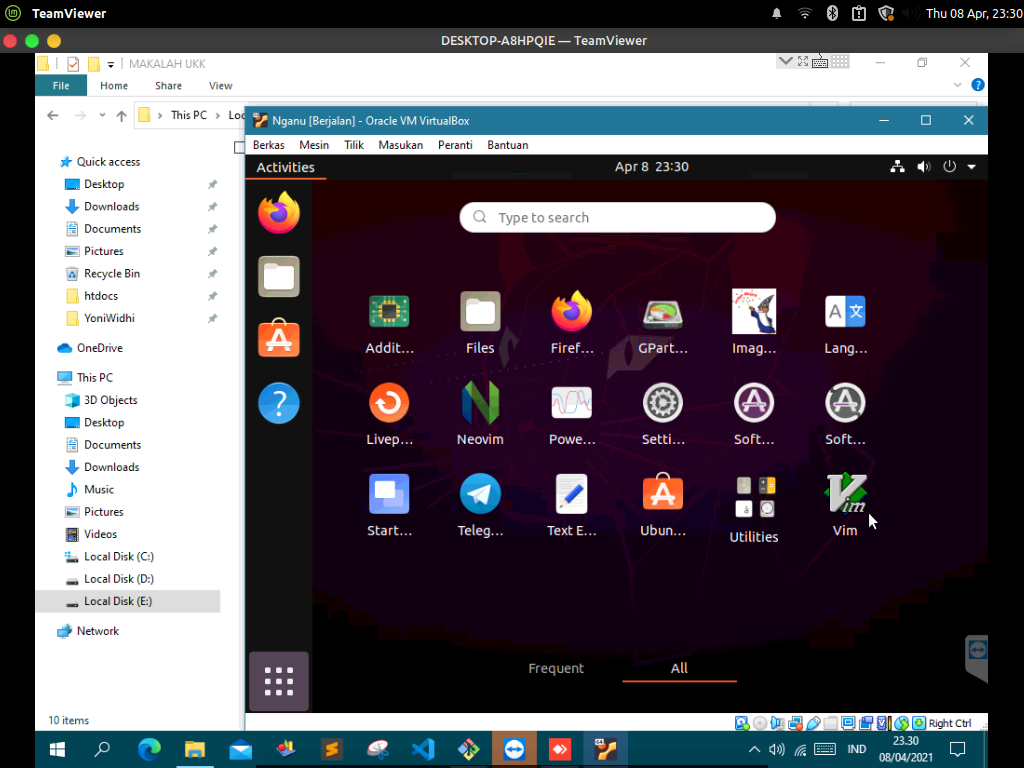 TeamViewer
Thu 08 Apr, 23:30
DESKTOP-A8HPQIE — TeamViewer
MAKALAH UKK
File
Home
Share
View
This PC
Loc
Nganu [Berjalan] - Oracle VM VirtualBox
Berkas
Mesin
Tilik
Masukan
Peranti
Bantuan
Activities
Apr 8 23:30
Type to search
Quick access
Desktop
Downloads
Documents
Pictures
Recycle Bin
htdocs
YoniWidhi
OneDrive
This PC
3D Objects
Desktop
Documents
Downloads
Music
Pictures
Videos
Local Disk (C:)
Local Disk (D:)
Local Disk (E:)
Network
10 items
Addit...
Files
Firef...
GPart...
Imag...
Lang...
Livep...
Neovim
Powe...
Setti...
Soft...
Soft...
Start...
Teleg...
Text E...
Ubun...
Utilities
Vim
Frequent
All
Right Ctrl
IND
23.30
08/04/2021